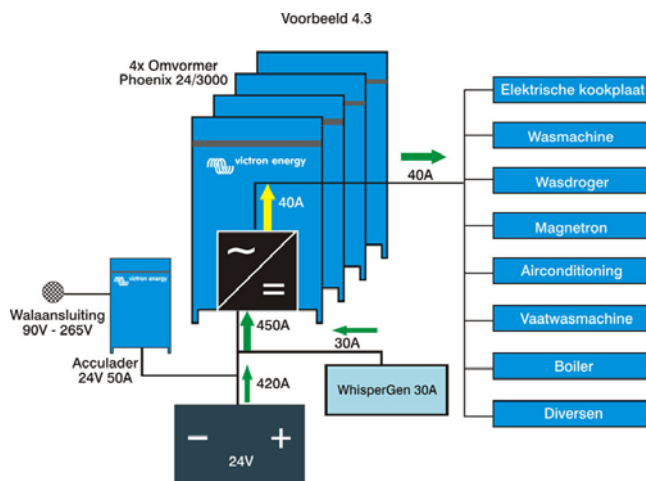 Voorbeeld 4.3
4x Omvormer
Phoenix 24/3000
victron energy
40A
~
=
40A
Elektrische kookplaat
Wasmachine
Wasdroger
Magnetron
Airconditioning
Vaatwasmachine
Boiler
Diversen
victron energy
Walaansluiting
90V - 265V
Acculader
24V 50A
450A
30A
420A
WhisperGen 30A
− +
24V